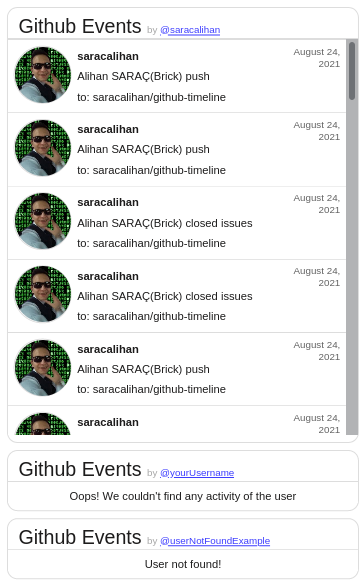 Github Events by @saracalihan
saracalihan August 24, 2021
Alihan SARAÇ(Brick) push
to: saracalihan/github-timeline
saracalihan August 24, 2021
Alihan SARAÇ(Brick) push
to: saracalihan/github-timeline
saracalihan August 24, 2021
Alihan SARAÇ(Brick) closed issues
to: saracalihan/github-timeline
saracalihan August 24, 2021
Alihan SARAÇ(Brick) closed issues
to: saracalihan/github-timeline
saracalihan August 24, 2021
Alihan SARAÇ(Brick) push
to: saracalihan/github-timeline
saracalihan August 24, 2021
Github Events by @yourUsername
Oops! We couldn't find any activity of the user
Github Events by @userNotFoundExample
User not found!